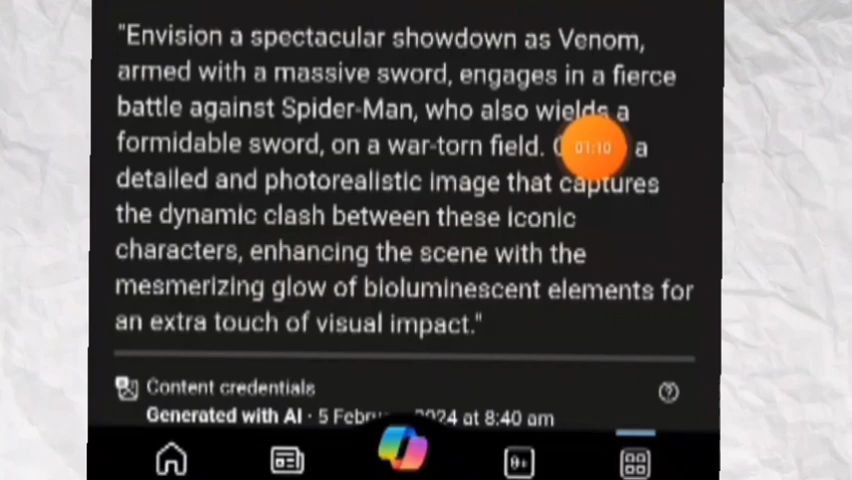 "Envision a spectacular showdown as Venom,
armed with a massive sword, engages in a fierce
battle against Spider-Man, who also wields a
formidable sword, on a war-torn field. a
01:10
detailed and photorealistic image that captures
the dynamic clash between these iconic
characters, enhancing the scene with the
mesmerizing glow of bioluminescent elements for
an extra touch of visual impact."
Content credentials
Generated with AI · 5 2024 at 8:40 am
9+